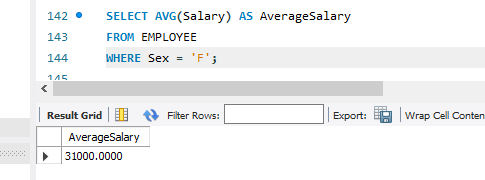 142 SELECT AVG(Salary) AS AverageSalary
143 FROM EMPLOYEE
144 WHERE Sex = 'F';
145
Result Grid Filter Rows: Export: Wrap Cell Conten
AverageSalary
31000.0000